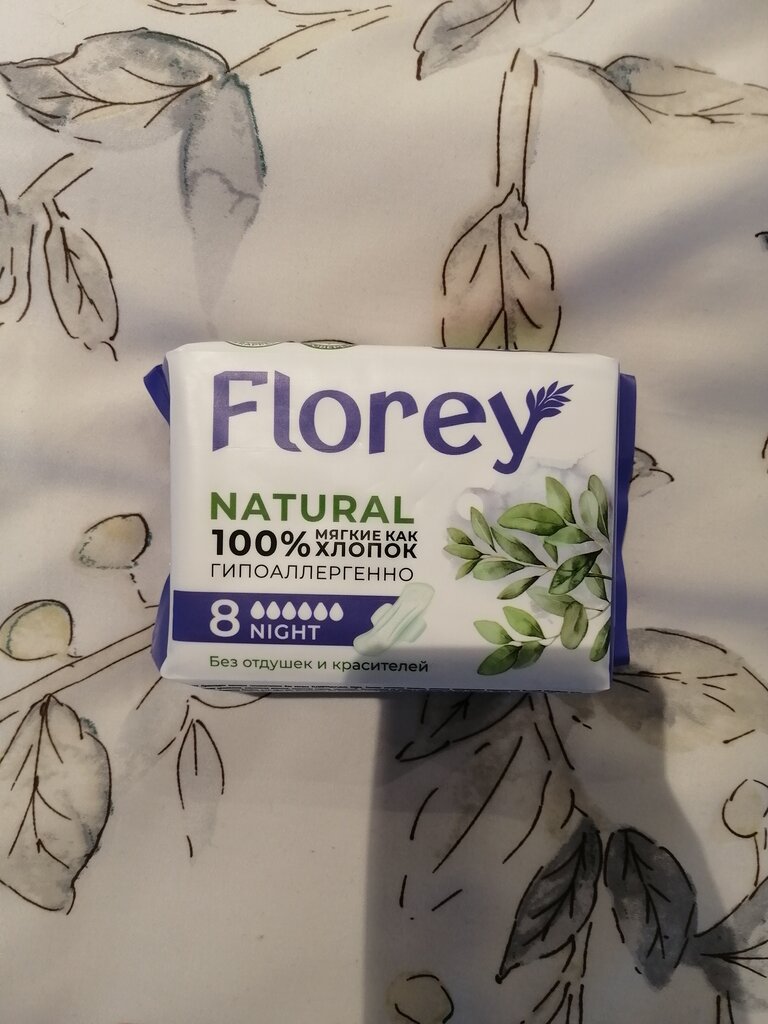 Florey
NATURAL
100% МЯГКИЕ КАК
ХЛОПОК
ГИПОАЛЛЕРГЕННО
8 NIGHT
Без отдушек и красителей